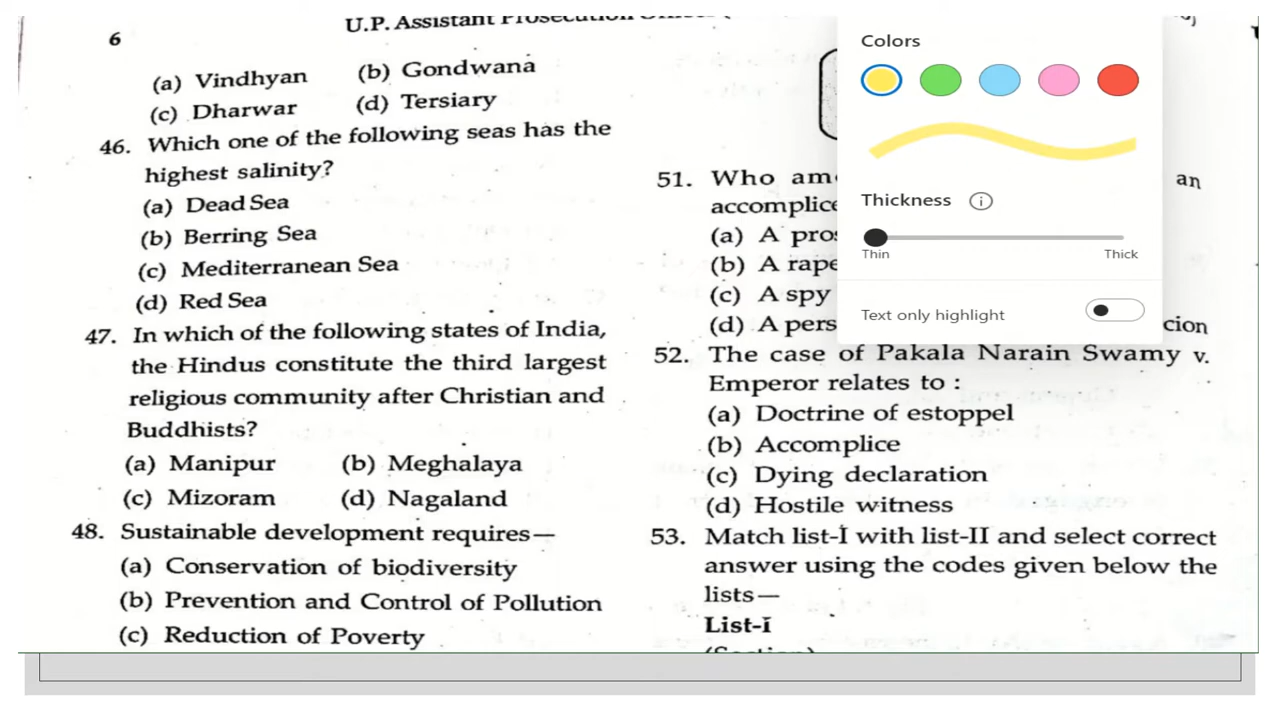 6
U.P. Assistant Prosecution
(a) Vindhyan (b) Gondwana
(c) Dharwar (d) Tersiary
46. Which one of the following seas has the
highest salinity?
(a) Dead Sea
(b) Berring Sea
(c) Mediterranean Sea
(d) Red Sea
47. In which of the following states of India,
the Hindus constitute the third largest
religious community after Christian and
Buddhists?
(a) Manipur (b) Meghalaya
(c) Mizoram (d) Nagaland
48. Sustainable development requires—
(a) Conservation of biodiversity
(b) Prevention and Control of Pollution
(c) Reduction of Poverty
51. Who an
accomplice
(a) A
(b) A
(c) A spy
(d) A
52. The case of Pakala Narain Swamy v.
Emperor relates to :
(a) Doctrine of estoppel
(b) Accomplice
(c) Dying declaration
(d) Hostile witness
53. Match list-I with list-II and select correct
answer using the codes given below the
lists—
List-I
Colors
Thickness
Thin Thick
Text only highlight